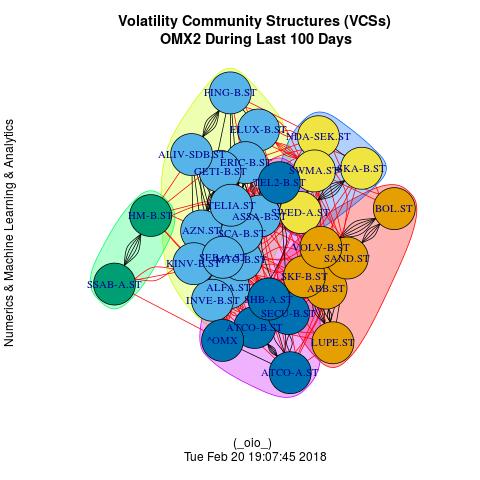 Volatility Community Structures (VCSs)
OMX2 During Last 100 Days
Numerics & Machine Learning & Analytics
FING-B.ST
ELUX-B.ST
NDA-SEK.ST
ALIV-SDB.ST
ERIC-B.ST
GETI-B.ST
SWMA.ST
SKA-B.ST
TEL2-B.ST
TELIA.ST
HM-B.ST
ASSA-B.ST
SWED-A.ST
BOL.ST
AZN.ST
SCA-B.ST
VOLV-B.ST
KINV-B.ST
SAND.ST
SSAB-A.ST
SKF-B.ST
ALFA.ST
ABB.ST
INVE-B.ST
SHB-A.ST
SECU-B.ST
ATCO-B.ST
^OMX
LUPE.ST
ATCO-A.ST
(_oio_)
Tue Feb 20 19:07:45 2018